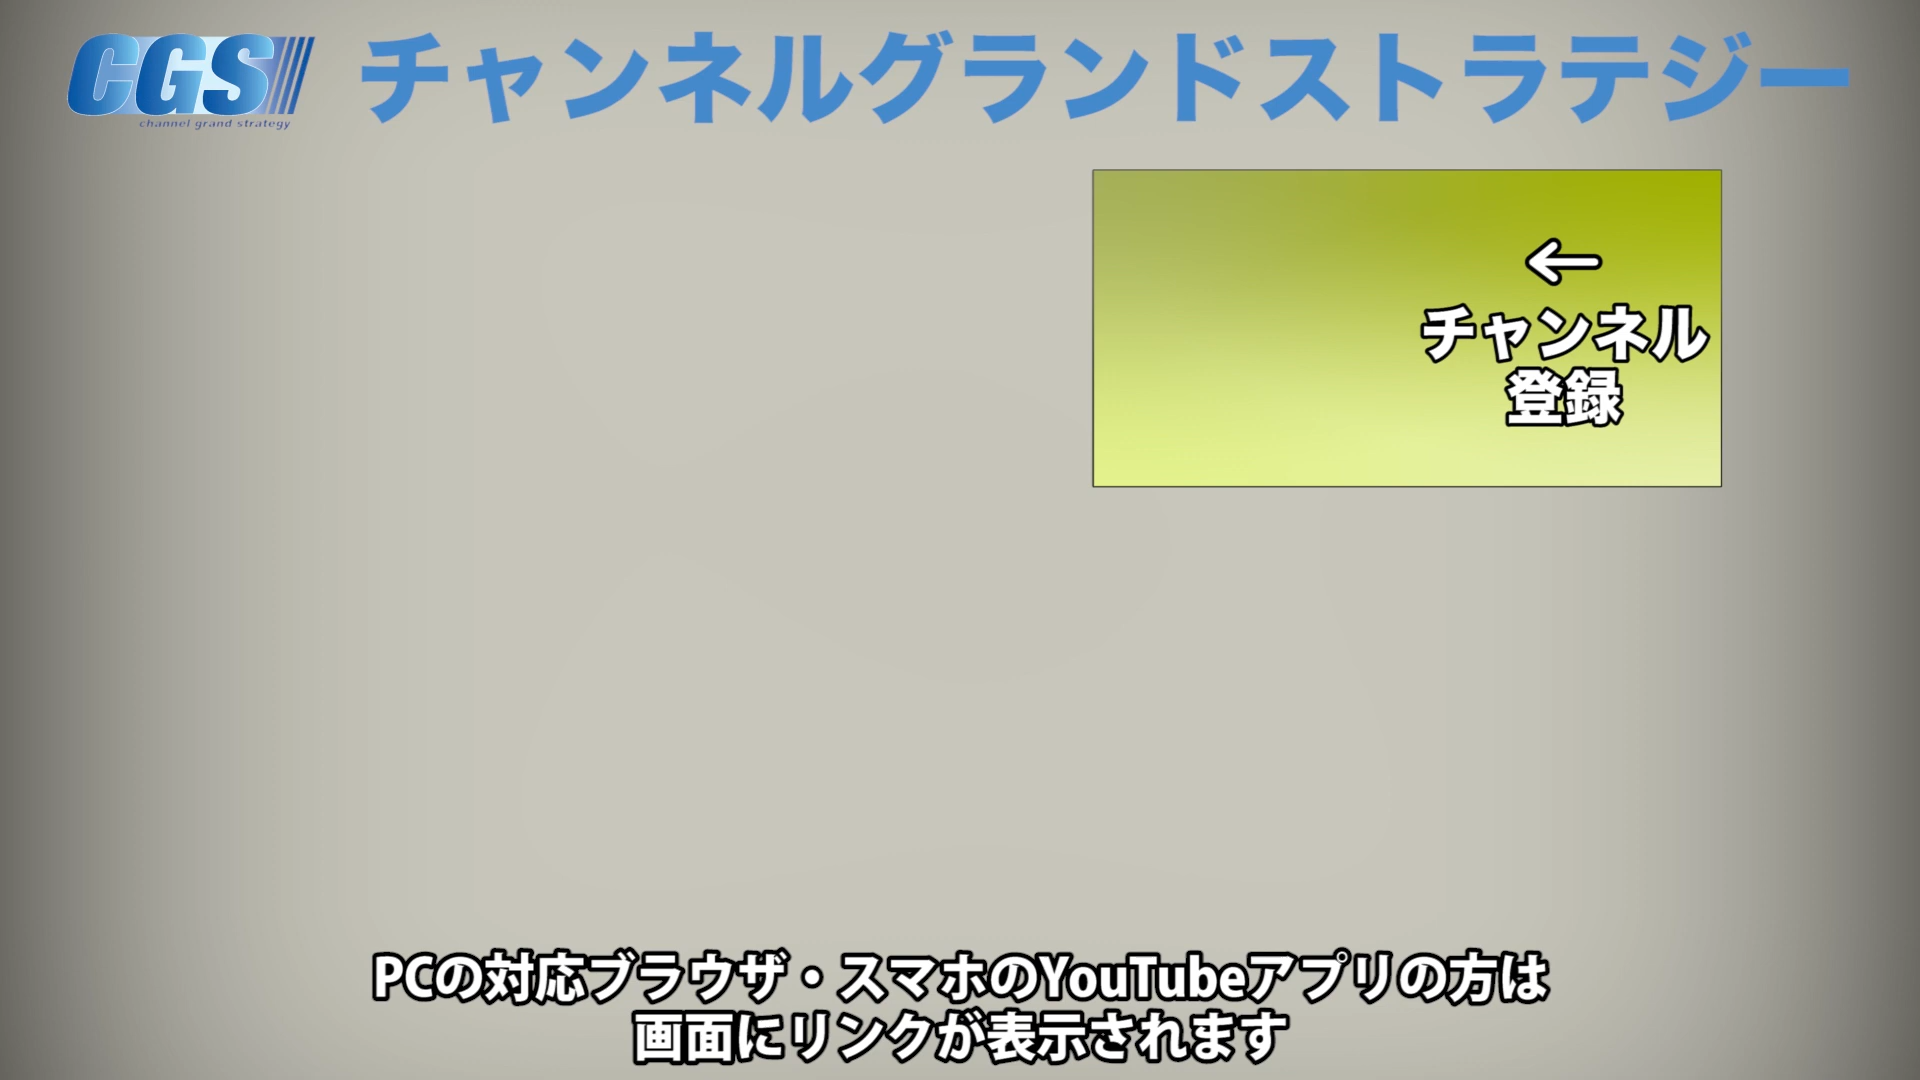 CGS
channel grand strategy
チャンネルグランドストラテジー
←
チャンネル
登録
PCの対応ブラウザ・スマホのYouTubeアプリの方は
画面にリンクが表示されます